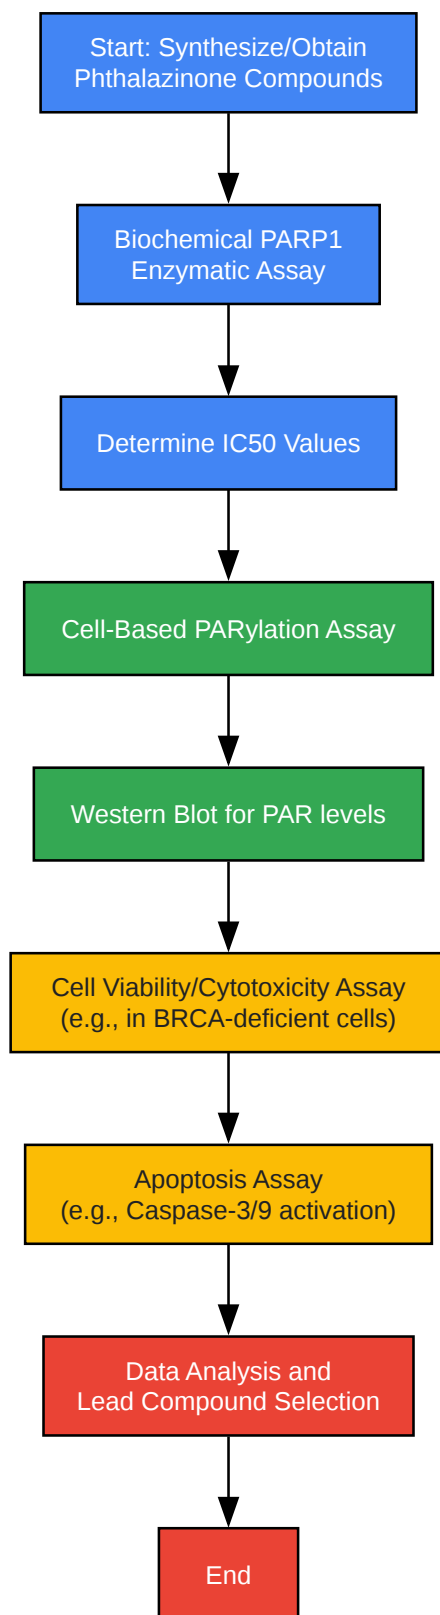 Start: Synthesize/Obtain
Phthalazinone Compounds
Biochemical PARP1
Enzymatic Assay
Determine IC50 Values
Cell-Based PARylation Assay
Western Blot for PAR levels
Cell Viability/Cytotoxicity Assay
(e.g., in BRCA-deficient cells)
Apoptosis Assay
(e.g., Caspase-3/9 activation)
Data Analysis and
Lead Compound Selection
End